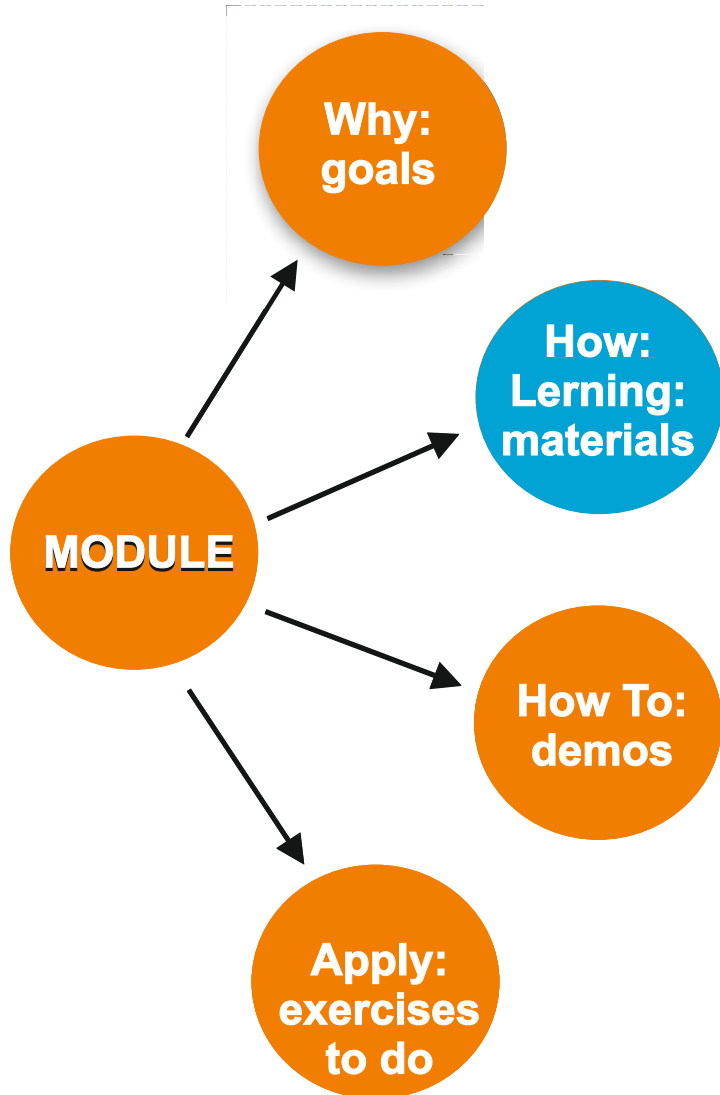 Why:
goals
How:
Lerning:
materials
MODULE
How To:
demos
Apply:
exercises
to do